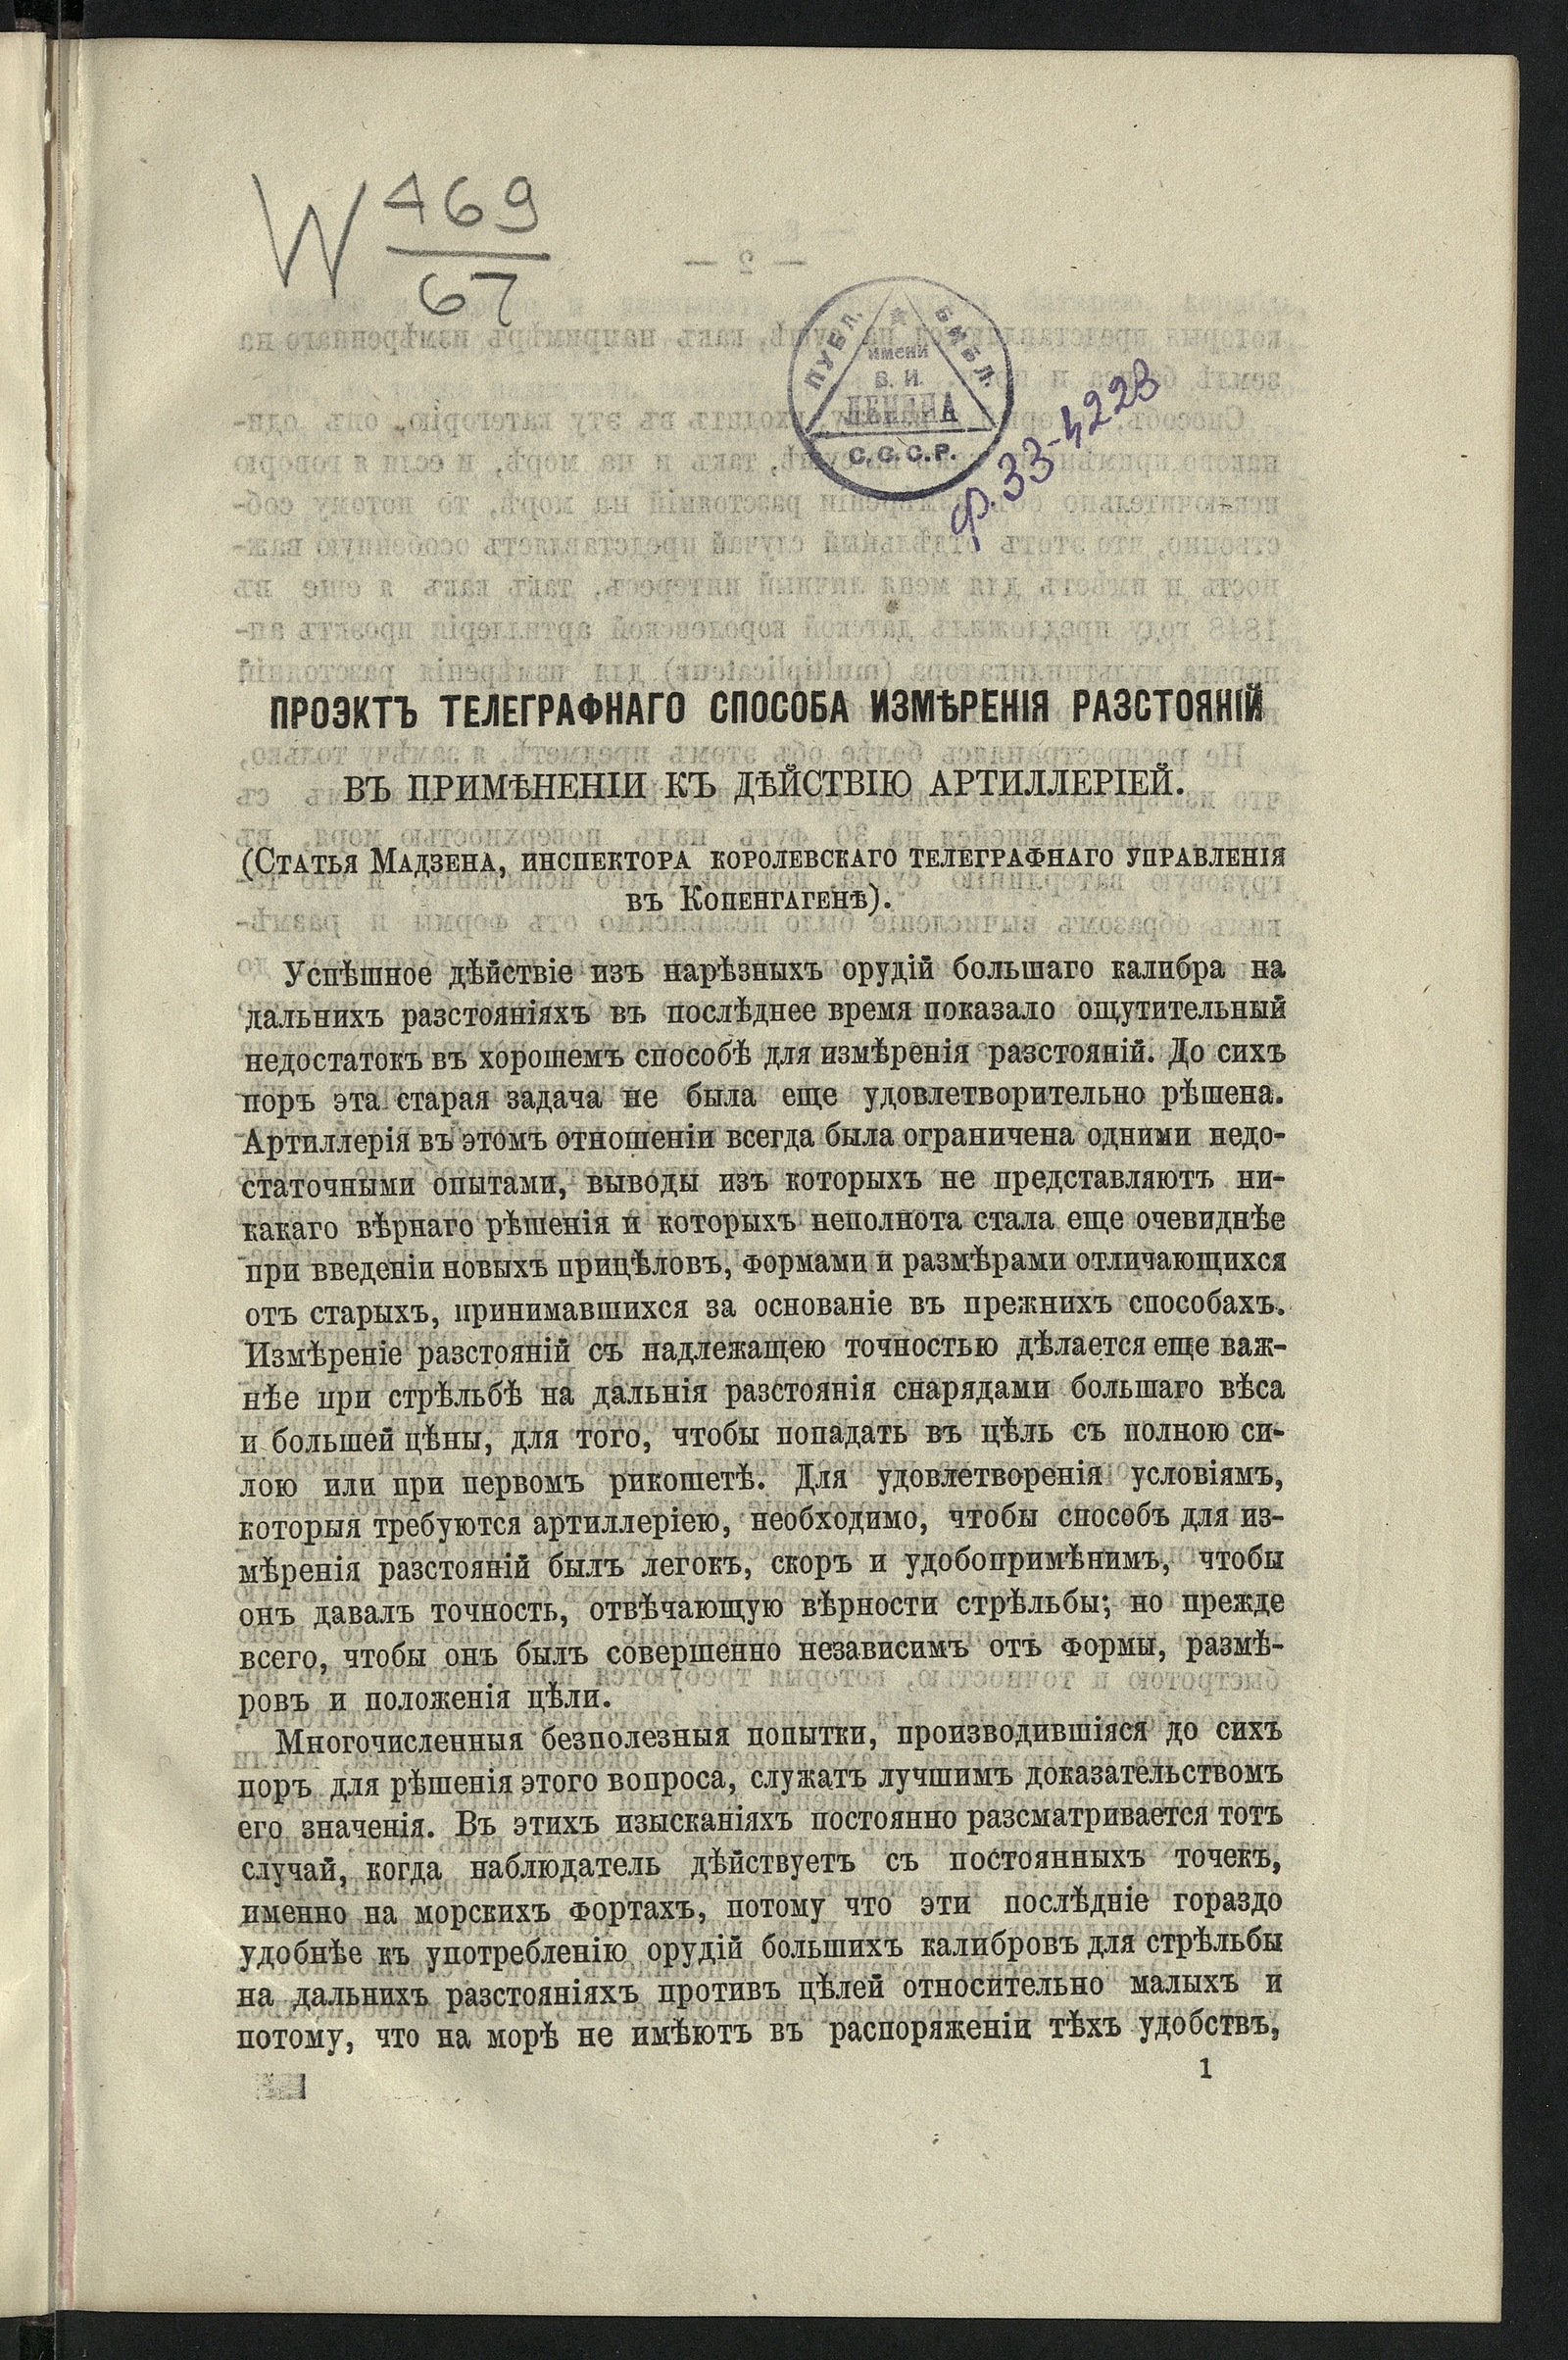 W 469
67
ПУБЛ. БИБЛ.
имени
В. И.
ЛЕНИНА
С.С.С.Р.
Ф. 33-4223
ПРОЭКТЪ ТЕЛЕГРАФНАГО СПОСОБА ИЗМѢРЕНІЯ РАЗСТОЯНІЙ
ВЪ ПРИМѢНЕНІИ КЪ ДѢЙСТВІЮ АРТИЛЛЕРІЕЙ.
(Статья Мадзена, инспектора королевскаго телеграфнаго управленія
въ Копенгагенѣ).
Успѣшное дѣйствіе изъ нарѣзныхъ орудій большаго калибра на
дальнихъ разстояніяхъ въ послѣднее время показало ощутительный
недостатокъ въ хорошемъ способѣ для измѣренія разстояній. До сихъ
поръ эта старая задача не была еще удовлетворительно рѣшена.
Артиллерія въ этомъ отношеніи всегда была ограничена одними недо-
статочными опытами, выводы изъ которыхъ не представляютъ ни-
какаго вѣрнаго рѣшенія и которыхъ неполнота стала еще очевиднѣе
при введеніи новыхъ прицѣловъ, формами и размѣрами отличающихся
отъ старыхъ, принимавшихся за основаніе въ прежнихъ способахъ.
Измѣреніе разстояній съ надлежащею точностью дѣлается еще важ-
нѣе при стрѣльбѣ на дальнія разстоянія снарядами большаго вѣса
и большей цѣны, для того, чтобы попадать въ цѣль съ полною си-
лою или при первомъ рикошетѣ. Для удовлетворенія условіямъ,
которыя требуются артиллеріею, необходимо, чтобы способъ для из-
мѣренія разстояній былъ легокъ, скоръ и удобопримѣнимъ, чтобы
онъ давалъ точность, отвѣчающую вѣрности стрѣльбы; но прежде
всего, чтобы онъ былъ совершенно независимъ отъ формы, размѣ-
ровъ и положенія цѣли.
Многочисленныя безполезныя попытки, производившіяся до сихъ
поръ для рѣшенія этого вопроса, служатъ лучшимъ доказательствомъ
его значенія. Въ этихъ изысканіяхъ постоянно разсматривается тотъ
случай, когда наблюдатель дѣйствуетъ съ постоянныхъ точекъ,
именно на морскихъ фортахъ, потому что эти послѣдніе гораздо
удобнѣе къ употребленію орудій большихъ калибровъ для стрѣльбы
на дальнихъ разстояніяхъ противъ цѣлей относительно малыхъ и
потому, что на морѣ не имѣютъ въ распоряженіи тѣхъ удобствъ,
1